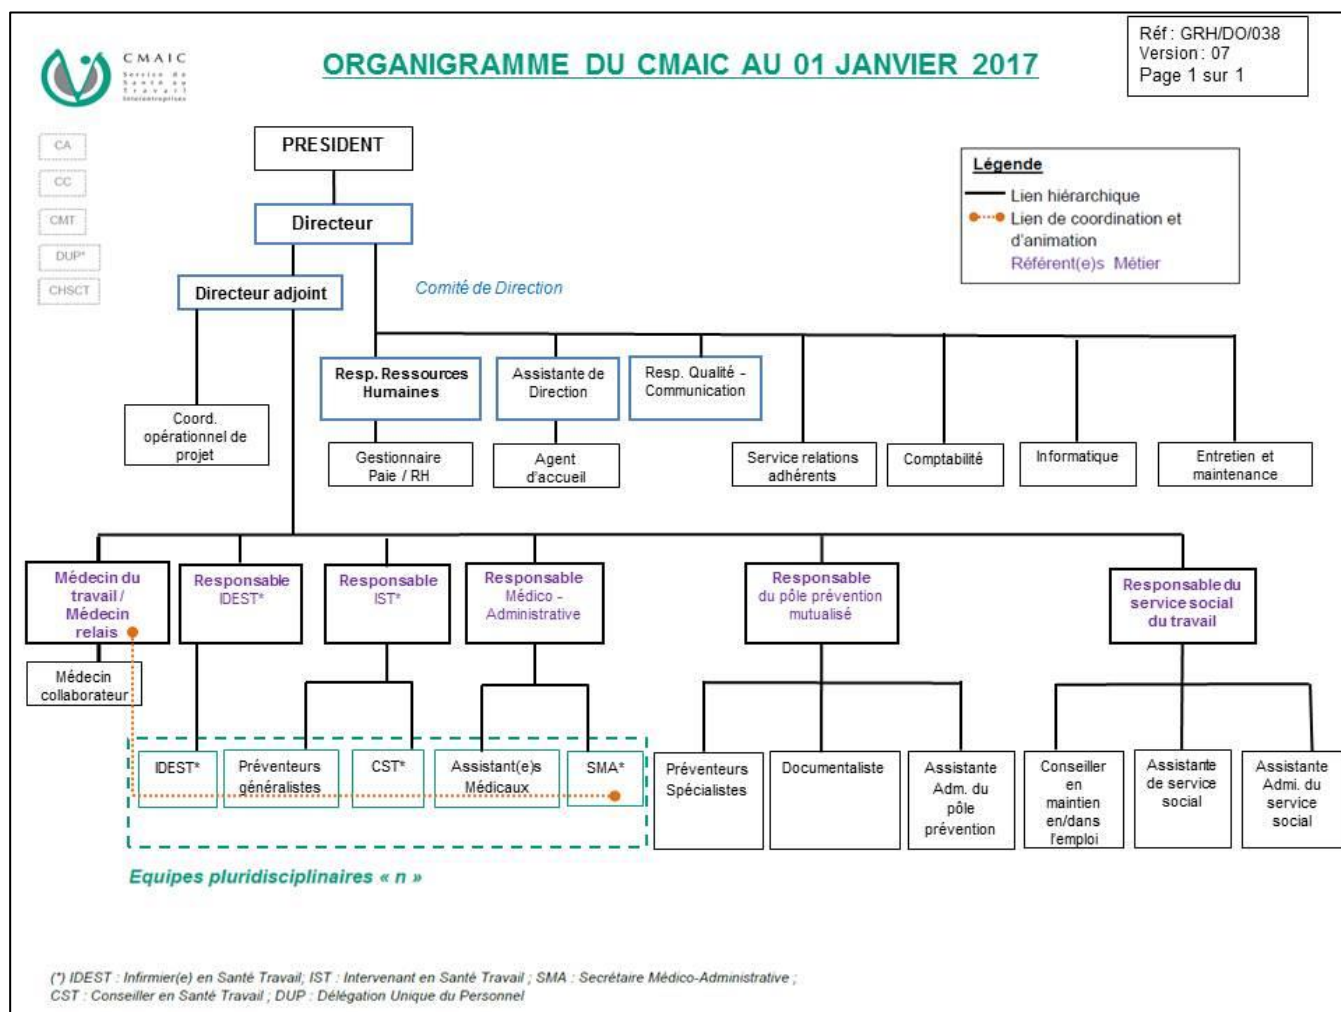 CMAIC
Service de
Santé au
Travail
Interentreprises
ORGANIGRAMME DU CMAIC AU 01 JANVIER 2017
Réf : GRH/DO/038
Version : 07
Page 1 sur 1
CA
CC
CMT
DUP*
CHSCT
PRESIDENT
Directeur
Directeur adjoint
Comité de Direction
Légende
Lien hiérarchique
Lien de coordination et
d'animation
Référent(e)s Métier
Resp. Ressources
Humaines
Assistante de
Direction
Resp. Qualité -
Communication
Coord.
opérationnel de
projet
Gestionnaire
Paie / RH
Agent
d'accueil
Service relations
adhérents
Comptabilité
Informatique
Entretien et
maintenance
Médecin du
travail /
Médecin
relais
Responsable
IDEST*
Responsable
IST*
Responsable
Médico -
Administrative
Responsable
du pôle prévention
mutualisé
Responsable du
service social
du travail
Médecin
collaborateur
IDEST*
Préventeurs
généralistes
CST*
Assistant(e)s
Médicaux
SMA*
Préventeurs
Spécialistes
Documentaliste
Assistante
Adm. du
pôle
prévention
Conseiller
en
maintien
en/dans
l'emploi
Assistante
de service
social
Assistante
Admi. du
service
social
Equipes pluridisciplinaires « n »
(*) IDEST : Infirmier(e) en Santé Travail; IST : Intervenant en Santé Travail ; SMA : Secrétaire Médico-Administrative ;
CST : Conseiller en Santé Travail ; DUP : Délégation Unique du Personnel